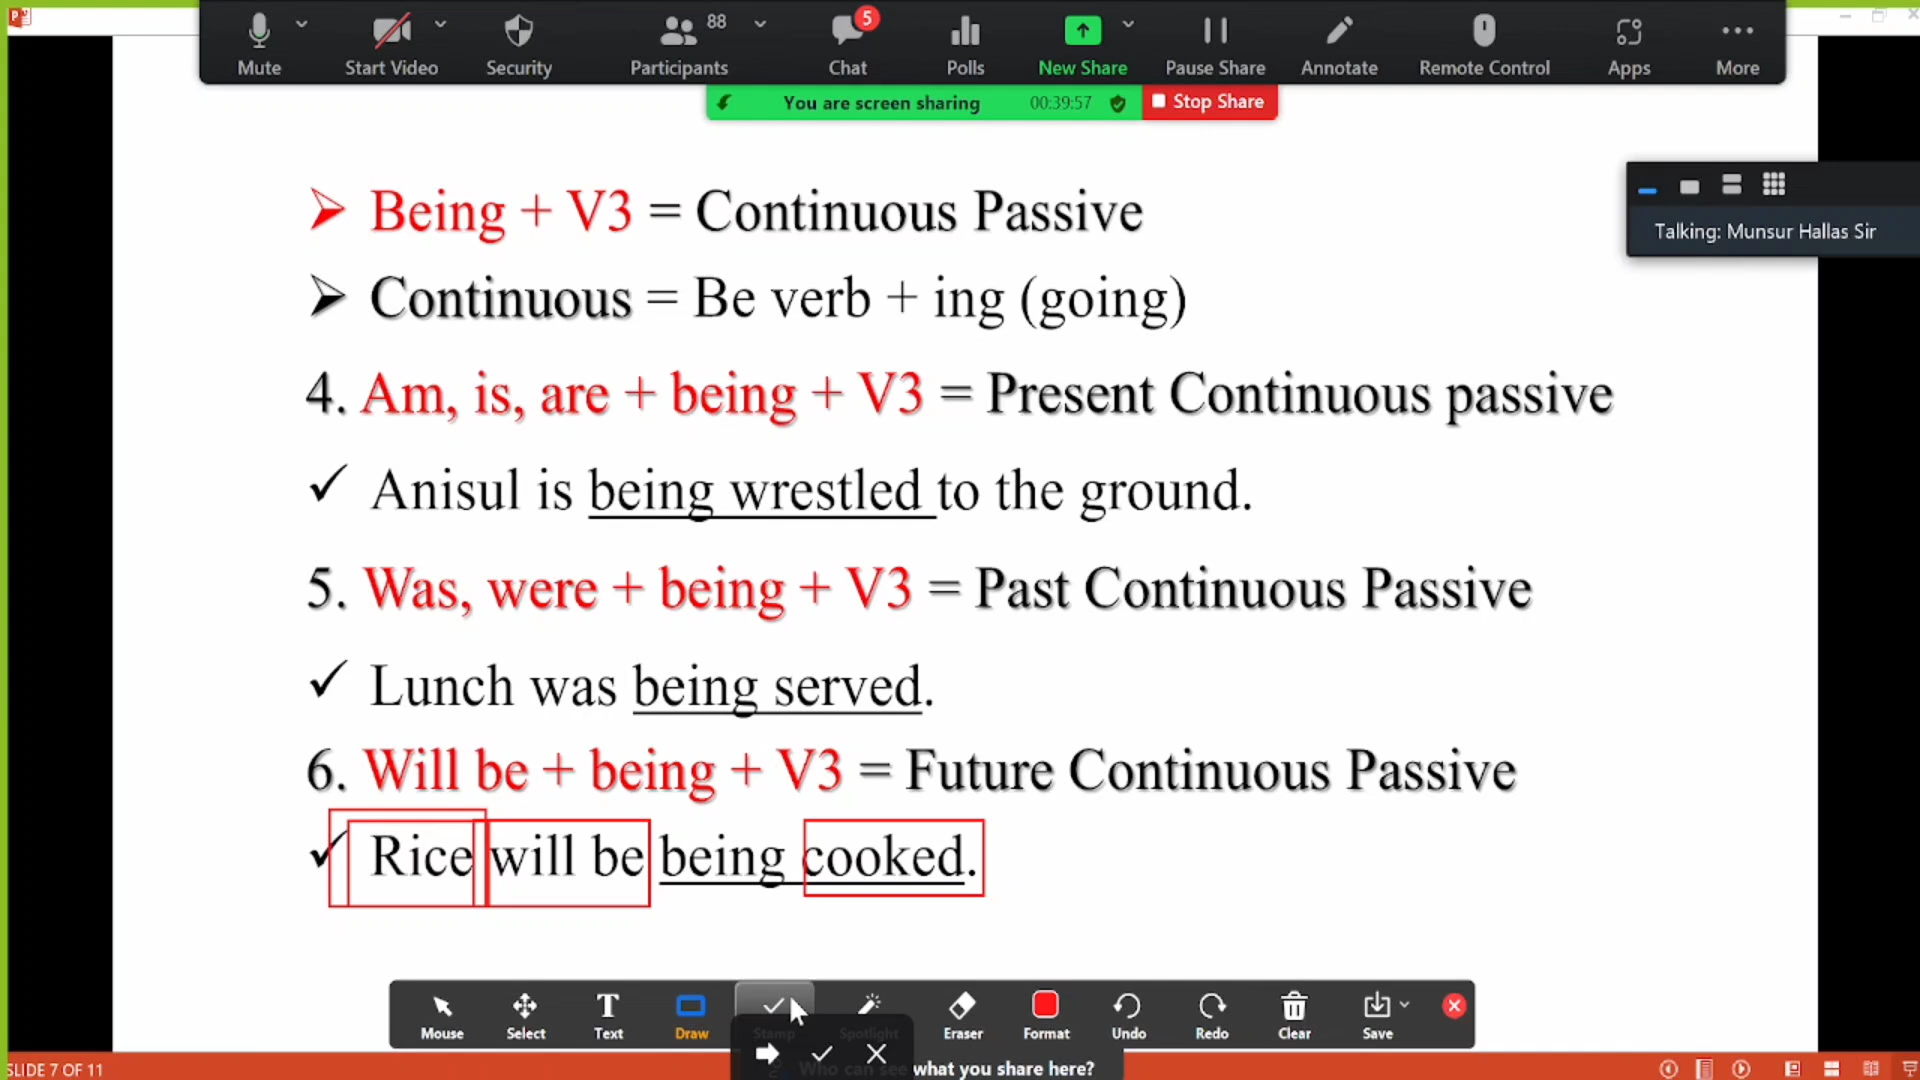 Mute Start Video Security Participants 88 Chat 5 Polls New Share Pause Share Annotate Remote Control Apps More
You are screen sharing 00:39:57 Stop Share
Talking: Munsur Hallas Sir
➢ Being + V3 = Continuous Passive
➢ Continuous = Be verb + ing (going)
4. Am, is, are + being + V3 = Present Continuous passive
✓ Anisul is being wrestled to the ground.
5. Was, were + being + V3 = Past Continuous Passive
✓ Lunch was being served.
6. Will be + being + V3 = Future Continuous Passive
✓ Rice will be being cooked.
Mouse Select Text Draw Stamp Spotlight Eraser Format Undo Redo Clear Save
Who can see what you share here?
SLIDE 7 OF 11